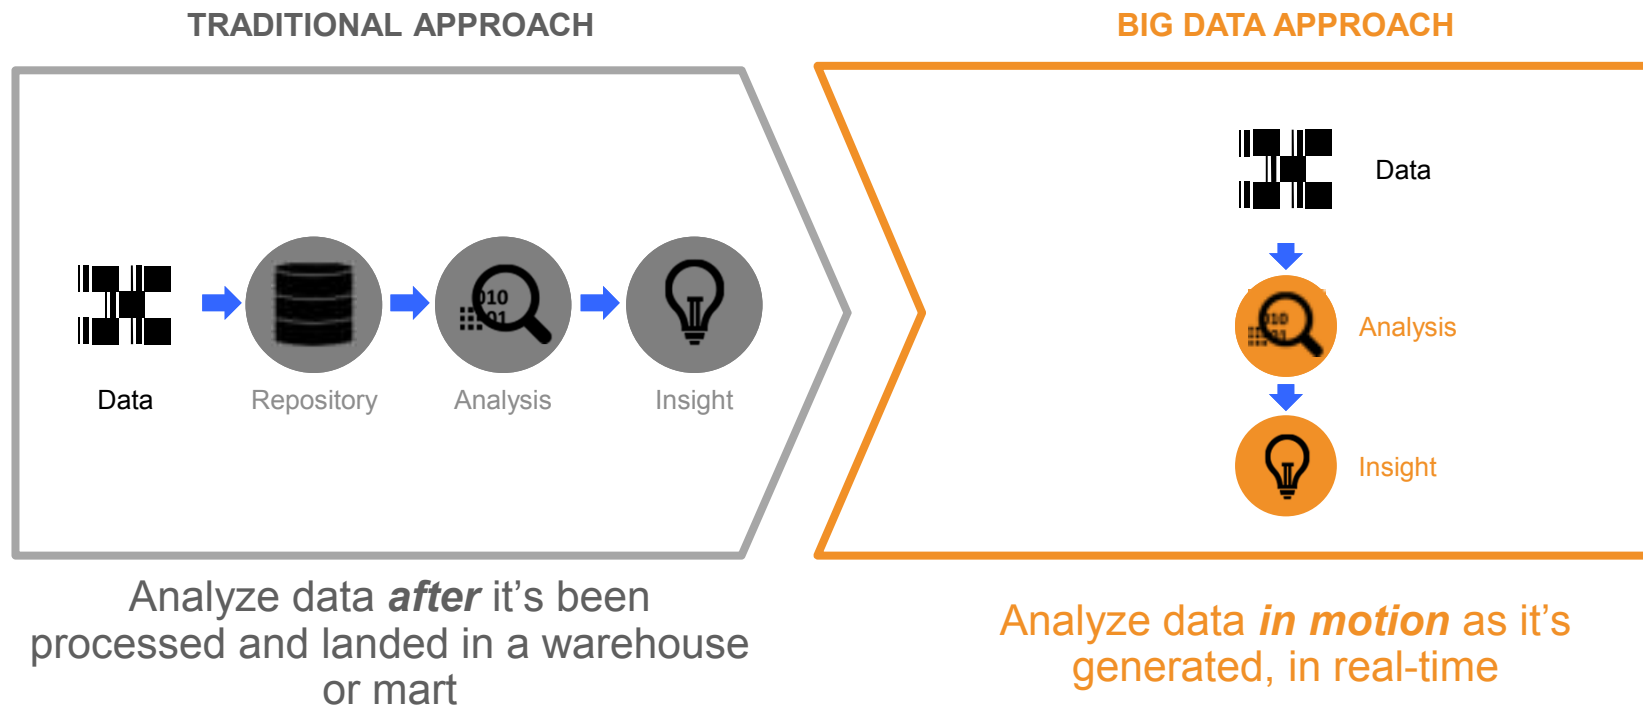 TRADITIONAL APPROACH
Data
Repository
Analysis
Insight
Analyze data after it's been
processed and landed in a warehouse
or mart
BIG DATA APPROACH
Data
Analysis
Insight
Analyze data in motion as it's
generated, in real-time